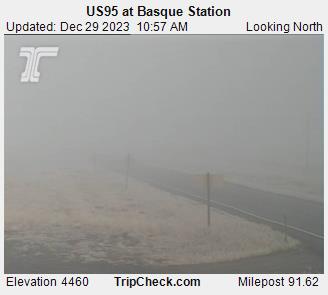 US95 at Basque Station
Updated: Dec 29 2023 10:57 AM Looking North
Elevation 4460 TripCheck.com Milepost 91.62